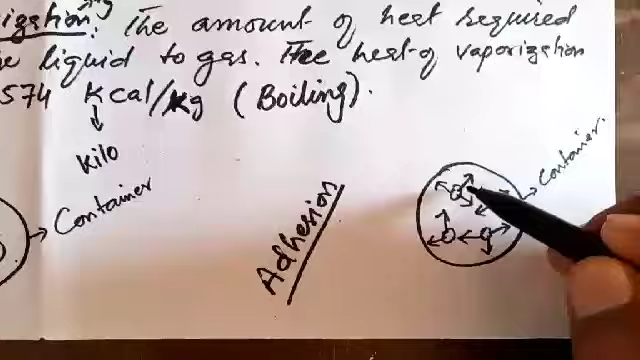 ization: The amount of heat required
e liquid to gas. The heat of vaporization
574 Kcal/kg (Boiling).
Kilo
Container
Adhesion
Container.